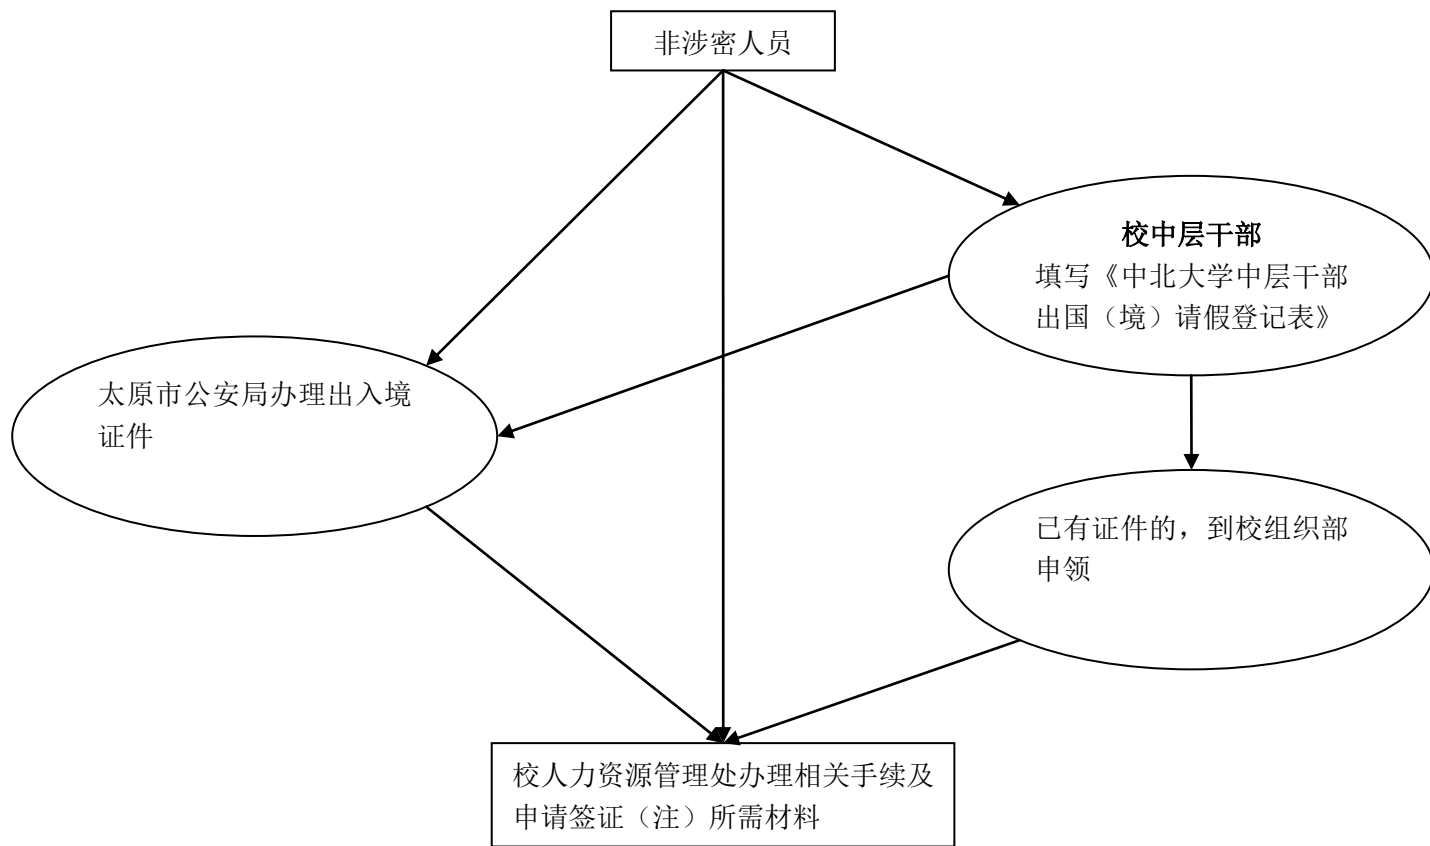 非涉密人员
校中层干部
填写《中北大学中层干部
出国（境）请假登记表》
太原市公安局办理出入境
证件
已有证件的，到校组织部
申领
校人力资源管理处办理相关手续及
申请签证（注）所需材料